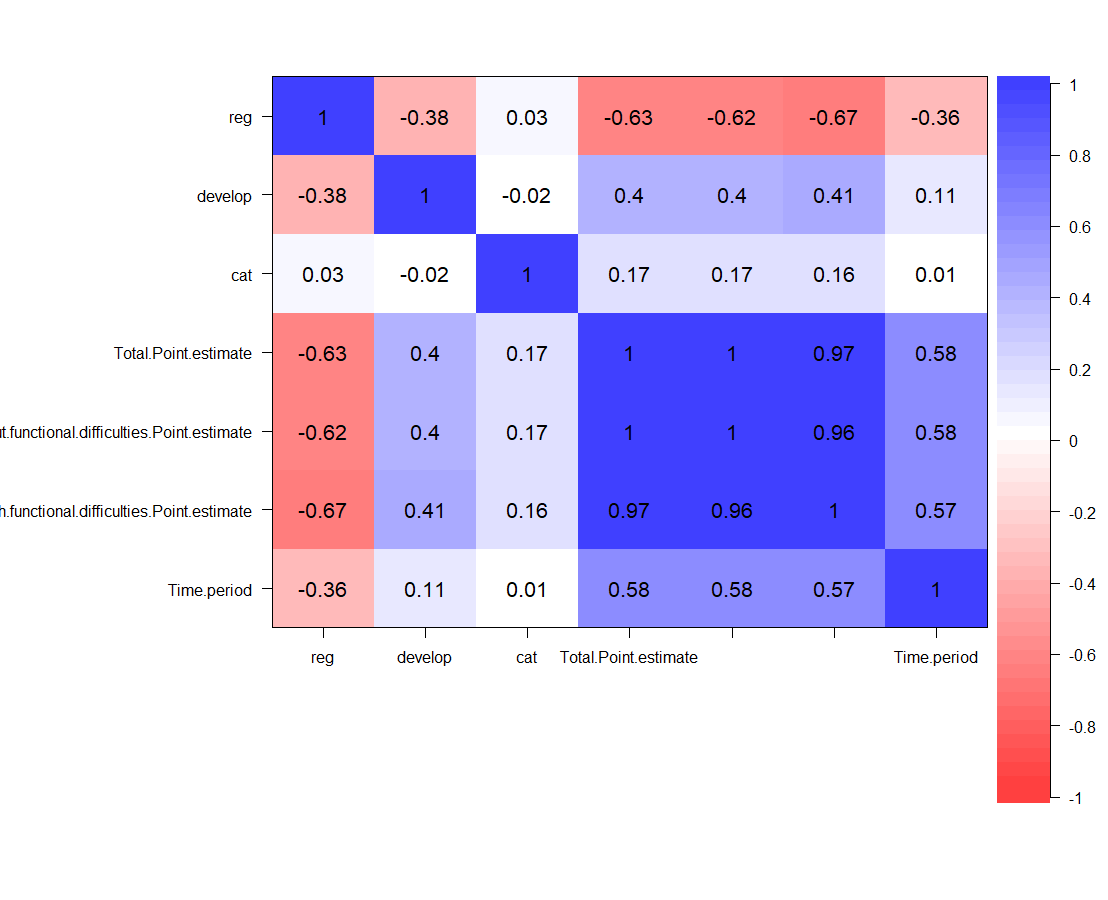 reg 1 -0.38 0.03 -0.63 -0.62 -0.67 -0.36
develop -0.38 1 -0.02 0.4 0.4 0.41 0.11
cat 0.03 -0.02 1 0.17 0.17 0.16 0.01
Total.Point.estimate -0.63 0.4 0.17 1 1 0.97 0.58
.functional.difficulties.Point.estimate -0.62 0.4 0.17 1 1 0.96 0.58
.functional.difficulties.Point.estimate -0.67 0.41 0.16 0.97 0.96 1 0.57
Time.period -0.36 0.11 0.01 0.58 0.58 0.57 1
reg develop cat Total.Point.estimate Time.period
1
0.8
0.6
0.4
0.2
0
-0.2
-0.4
-0.6
-0.8
-1